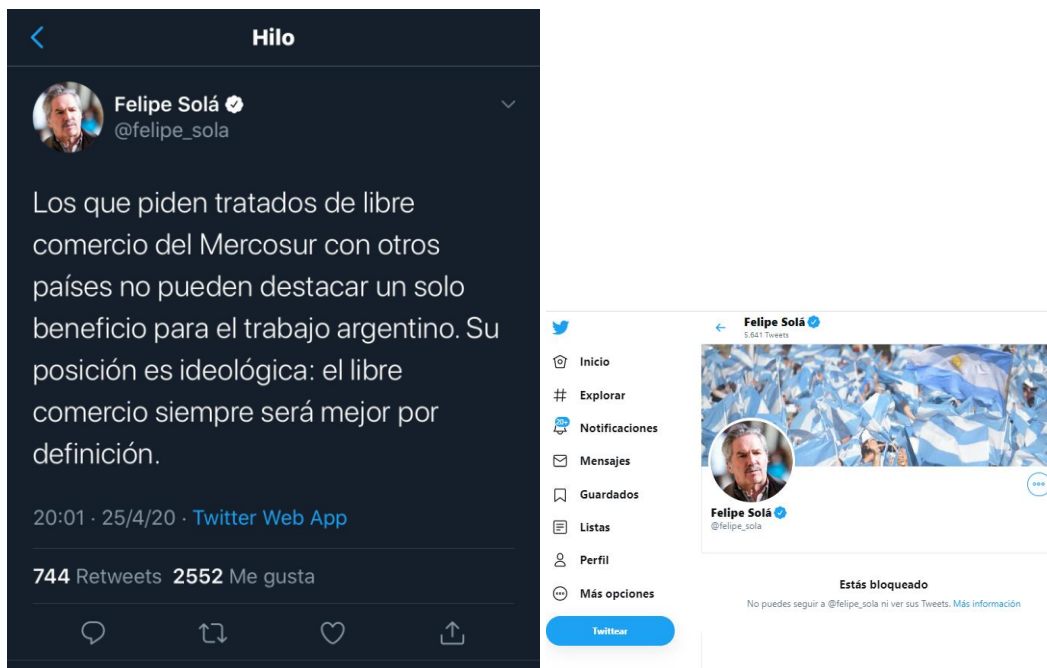 Hilo
Felipe Solá
@felipe_sola
Los que piden tratados de libre
comercio del Mercosur con otros
países no pueden destacar un solo
beneficio para el trabajo argentino. Su
posición es ideológica: el libre
comercio siempre será mejor por
definición.
20:01 · 25/4/20 · Twitter Web App
744 Retweets 2552 Me gusta
Felipe Solá
5.641 Tweets
Inicio
Explorar
20+
Notificaciones
Mensajes
Guardados
Listas
Perfil
Más opciones
Twittear
Felipe Solá
@felipe_sola
Estás bloqueado
No puedes seguir a @felipe_sola ni ver sus Tweets. Más información